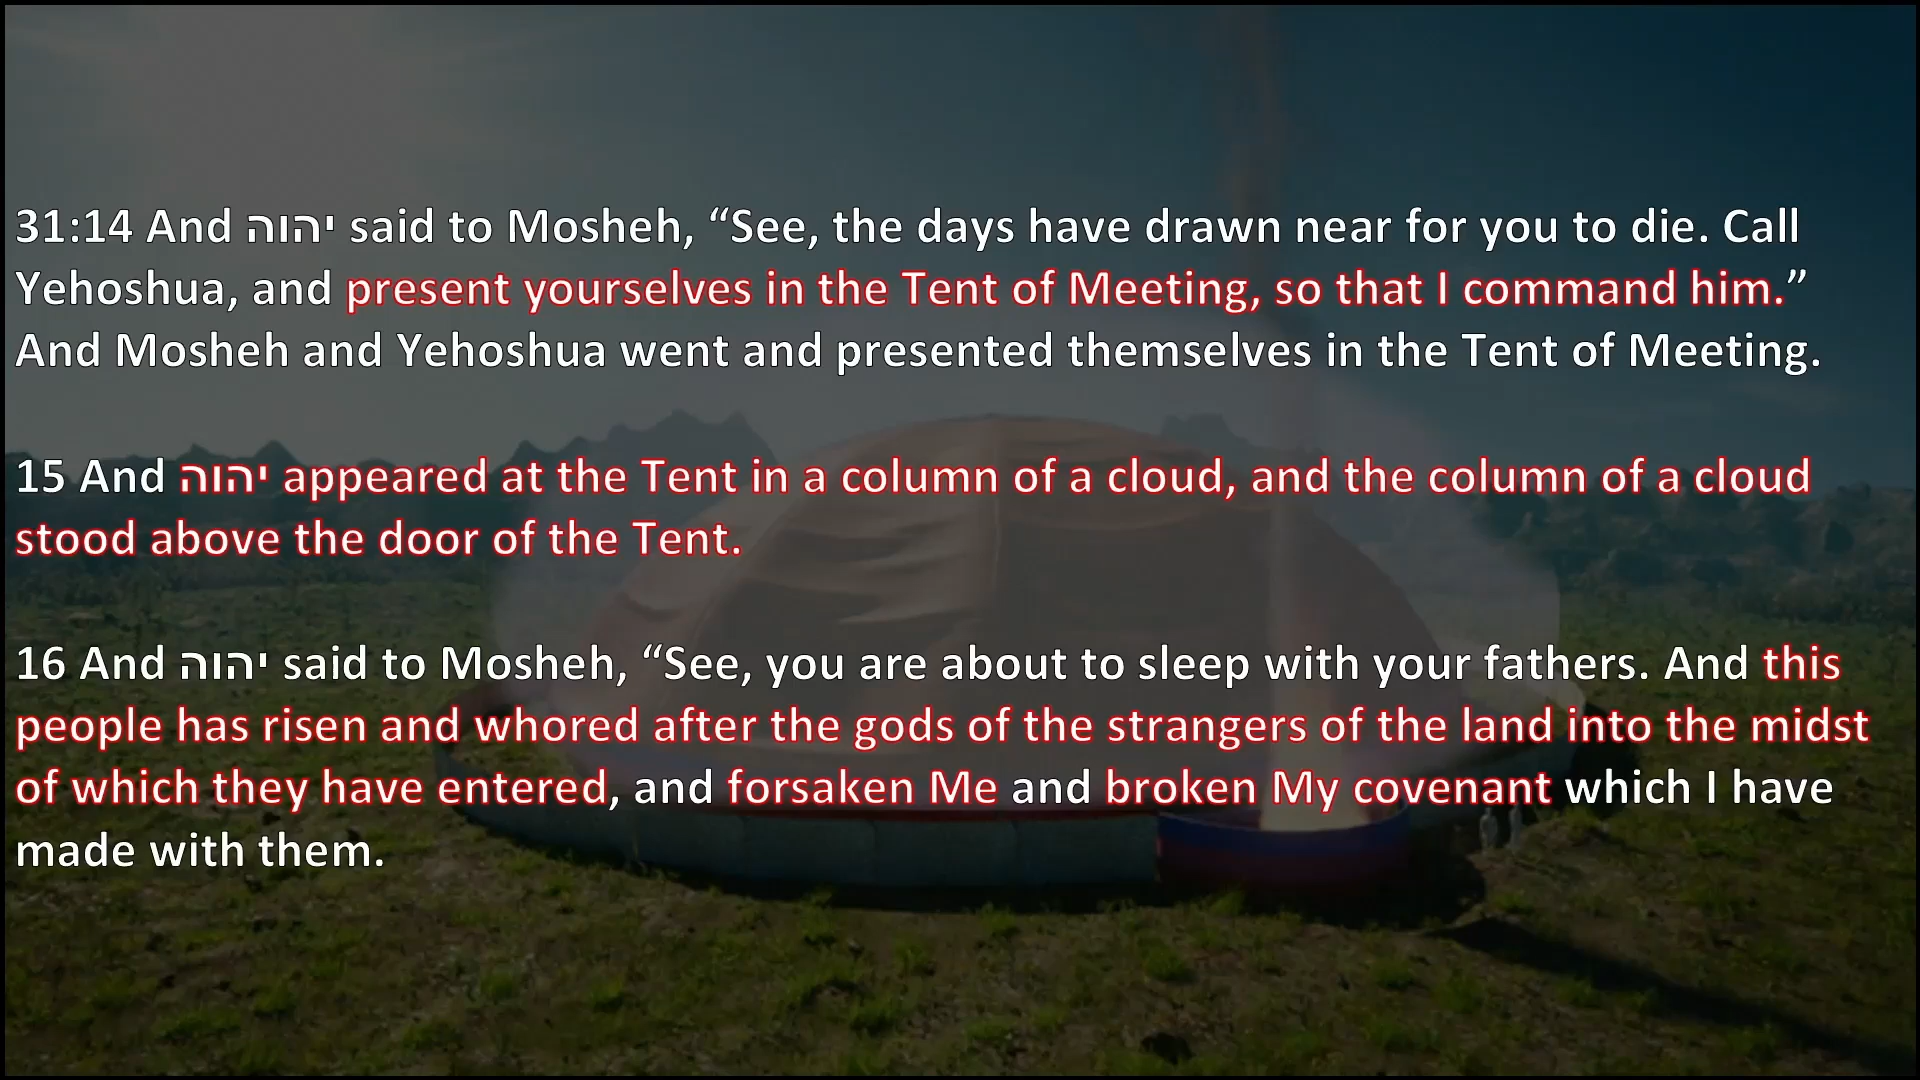 31:14 And יהוה said to Mosheh, “See, the days have drawn near for you to die. Call
Yehoshua, and present yourselves in the Tent of Meeting, so that I command him.”
And Mosheh and Yehoshua went and presented themselves in the Tent of Meeting.
15 And יהוה appeared at the Tent in a column of a cloud, and the column of a cloud
stood above the door of the Tent.
16 And יהוה said to Mosheh, “See, you are about to sleep with your fathers. And this
people has risen and whored after the gods of the strangers of the land into the midst
of which they have entered, and forsaken Me and broken My covenant which I have
made with them.